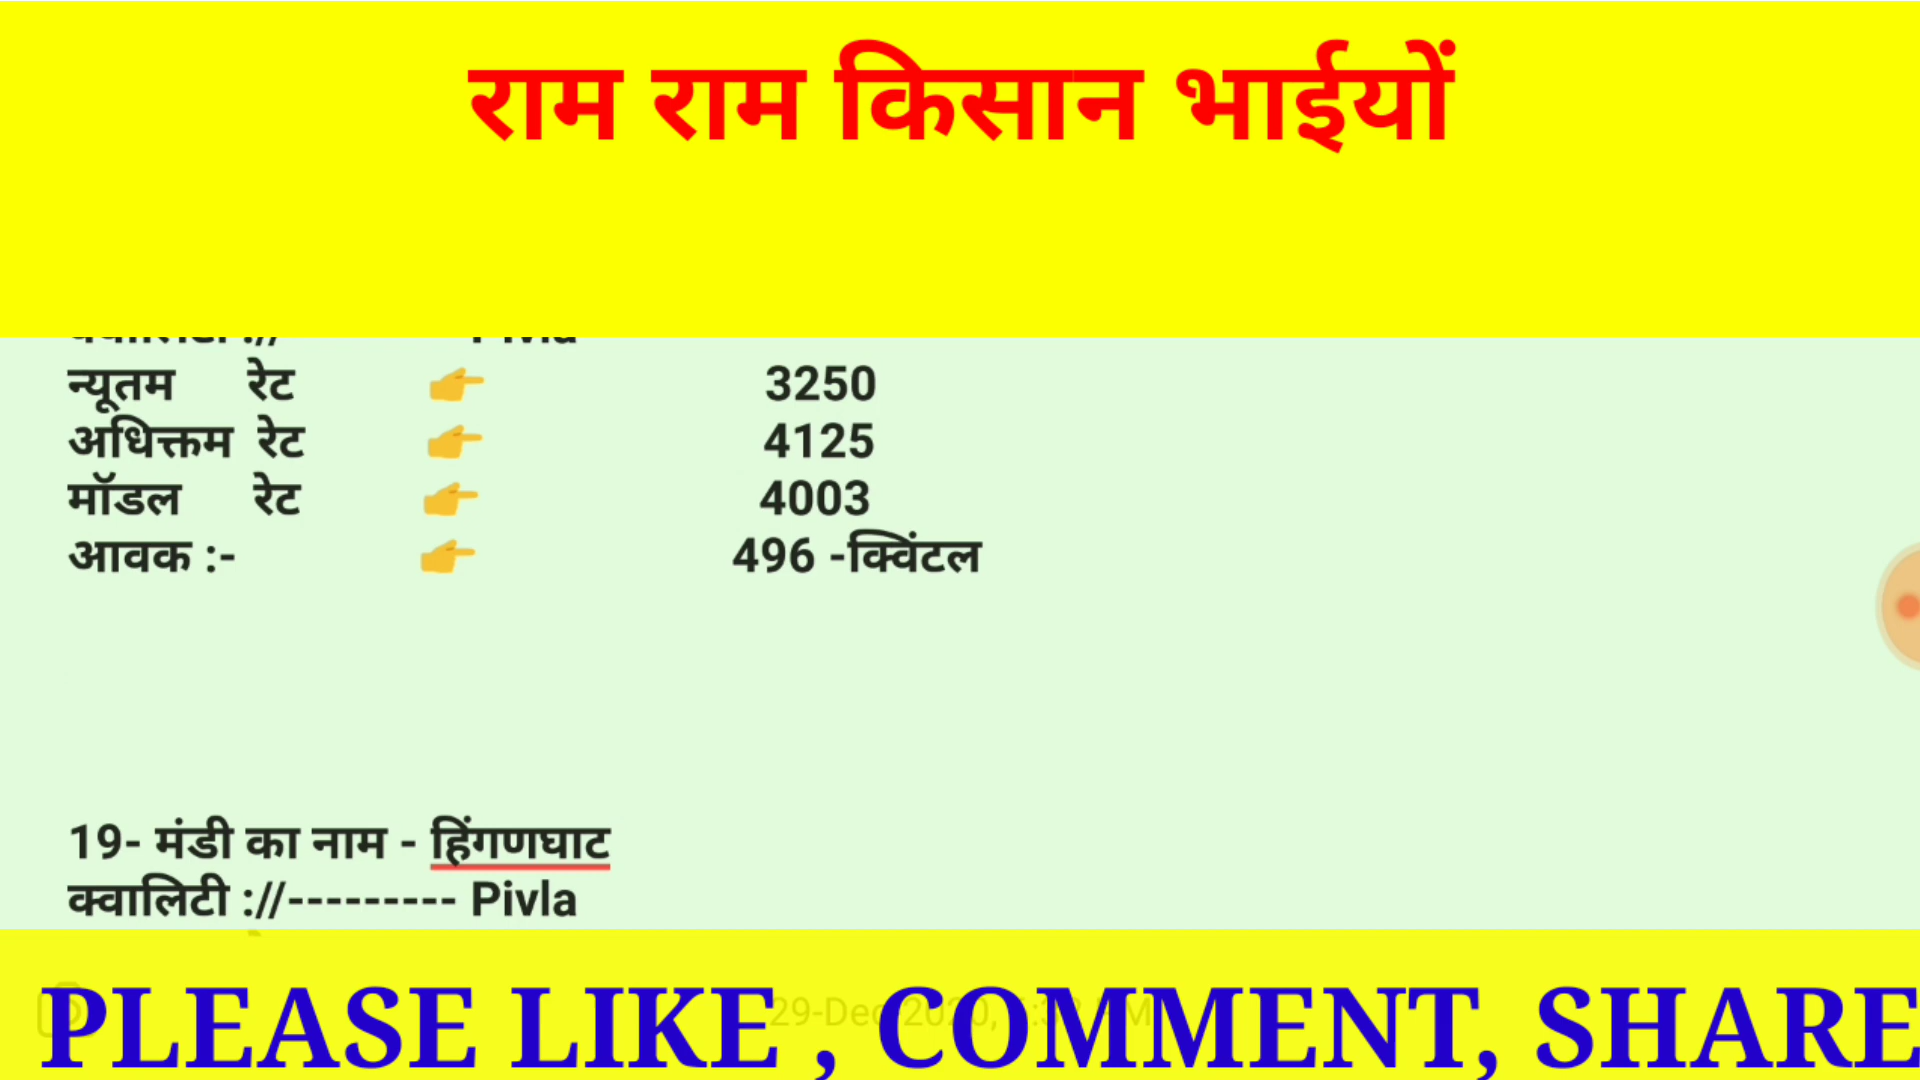 राम राम किसान भाईयों
न्यूतम रेट 👉 3250
अधिक्तम रेट 👉 4125
मॉडल रेट 👉 4003
आवक :- 👉 496 -क्विंटल
19- मंडी का नाम - हिंगणघाट
क्वालिटी ://--------- Pivla
PLEASE LIKE , COMMENT, SHARE